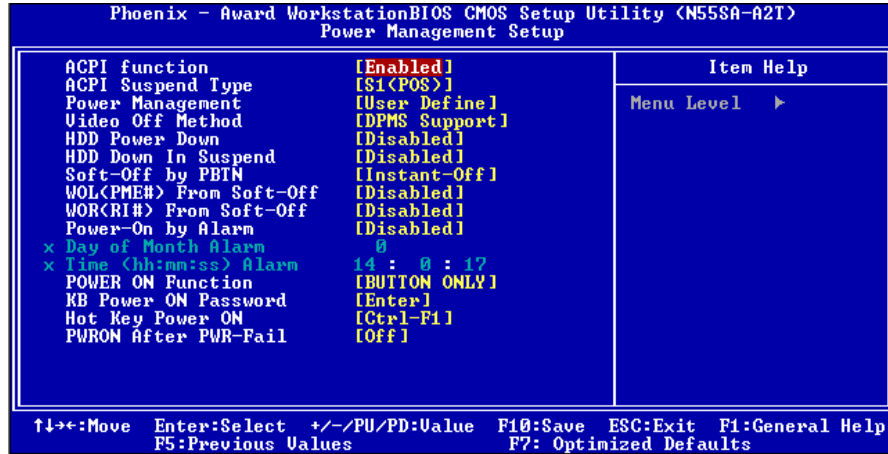 Phoenix - Award WorkstationBIOS CMOS Setup Utility (N55SA-A2T)
Power Management Setup
ACPI function [Enabled]
Item Help
ACPI Suspend Type [S1(POS)]
Power Management [User Define]
Menu Level ►
Video Off Method [DPMS Support]
HDD Power Down [Disabled]
HDD Down In Suspend [Disabled]
Soft-Off by PBTN [Instant-Off]
WOL(PME#) From Soft-Off [Disabled]
WOR(RI#) From Soft-Off [Disabled]
Power-On by Alarm [Disabled]
x Day of Month Alarm 0
x Time (hh:mm:ss) Alarm 14 : 0 : 17
POWER ON Function [BUTTON ONLY]
KB Power ON Password [Enter]
Hot Key Power ON [Ctrl-F1]
PWRON After PWR-Fail [Off]
↑↓→←:Move Enter:Select +/-/PU/PD:Value F10:Save ESC:Exit F1:General Help
F5:Previous Values F7: Optimized Defaults